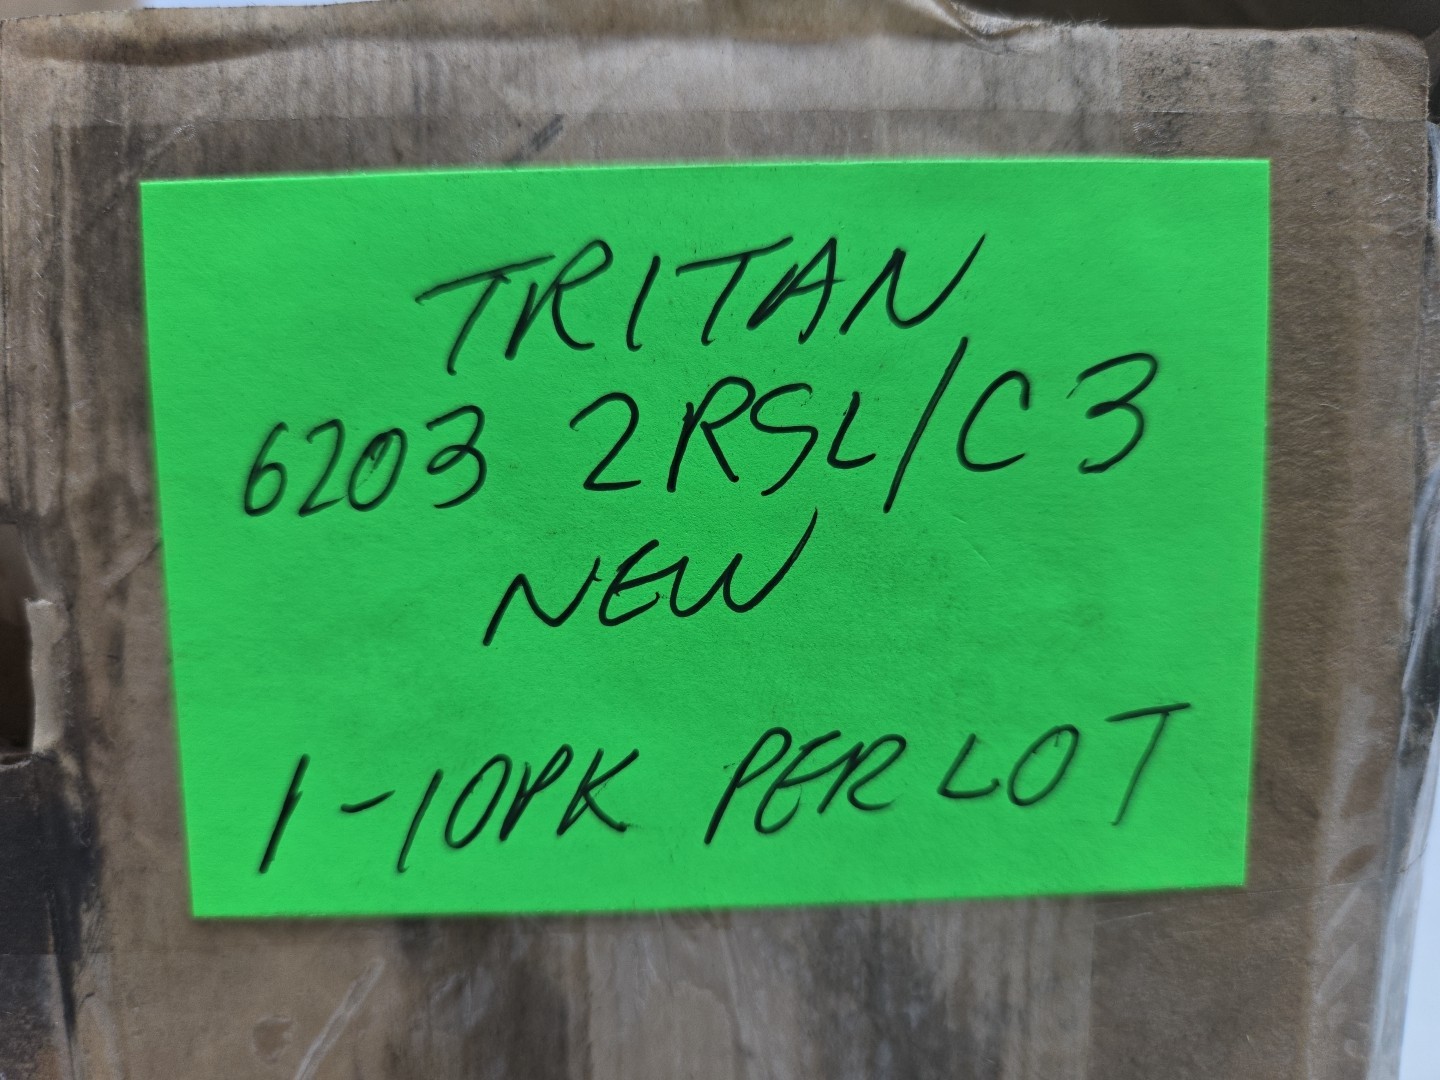 TRITAN
6203 2RSL/C3
NEW
1-10PK PER LOT